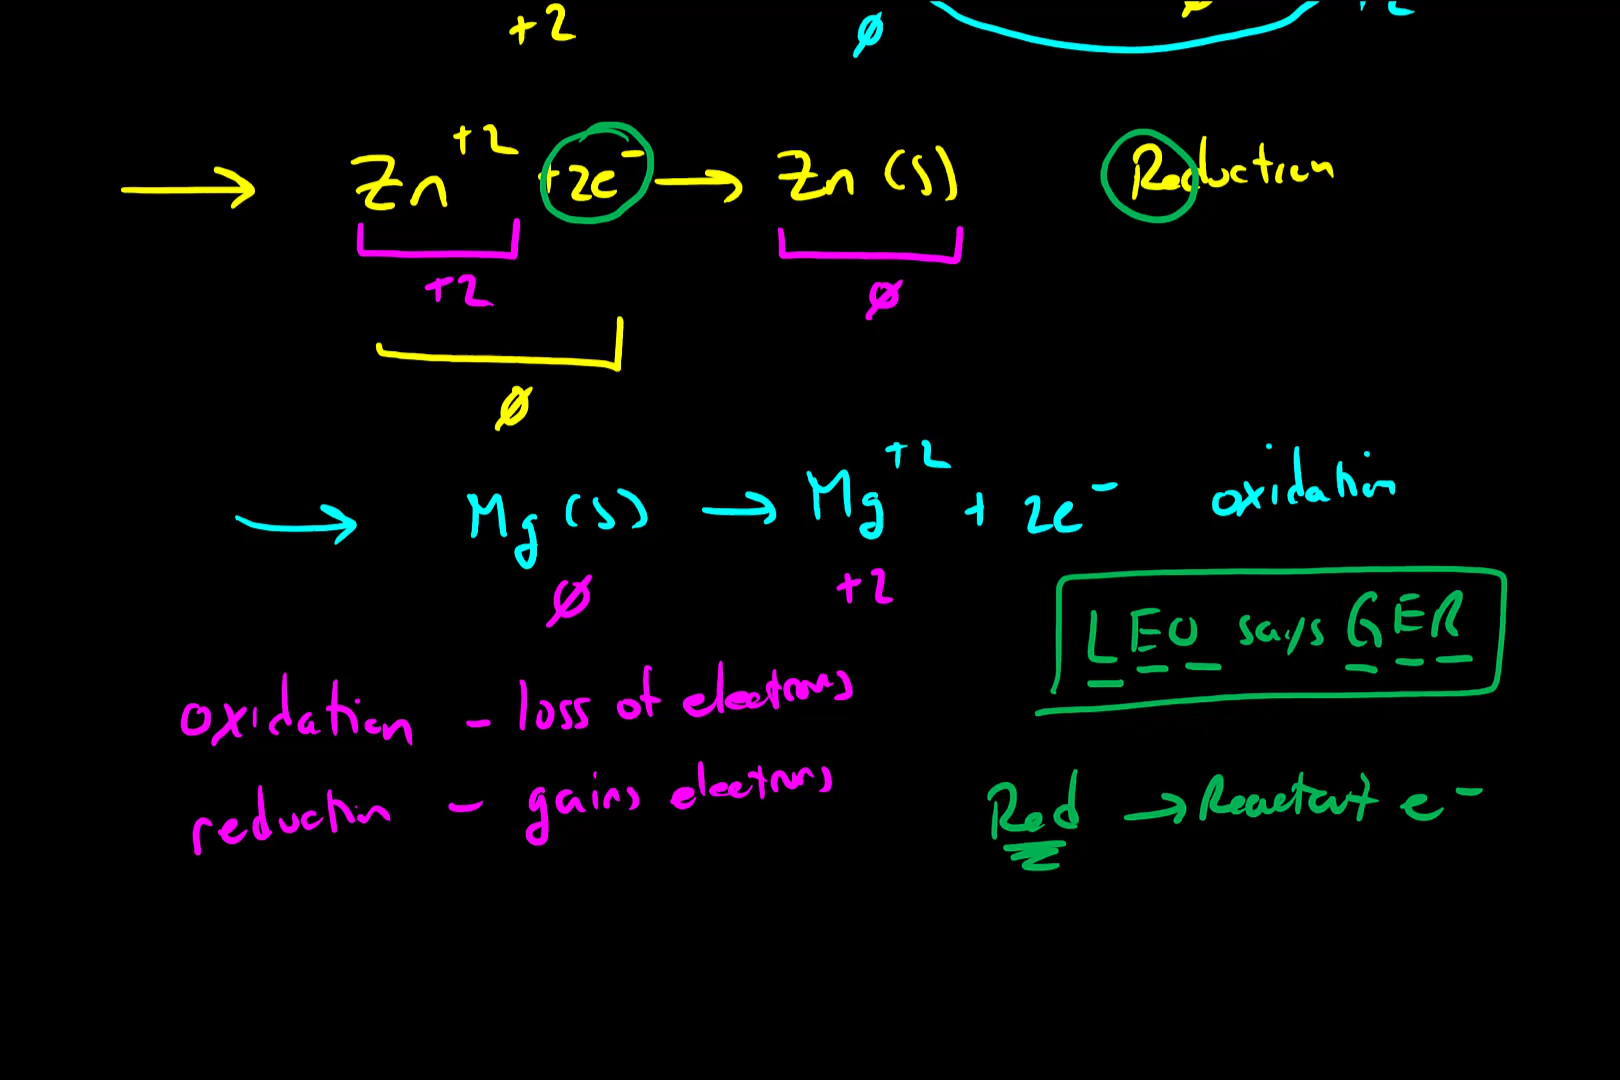 +2 ∅ +2
Zn⁺² +2e⁻ → Zn (s) Reduction
+2 ∅
∅
→ Mg (s) → Mg⁺² + 2e⁻ oxidation
∅ +2
LEO says GER
oxidation - loss of electrons
reduction - gains electrons
Red → Reactant e⁻